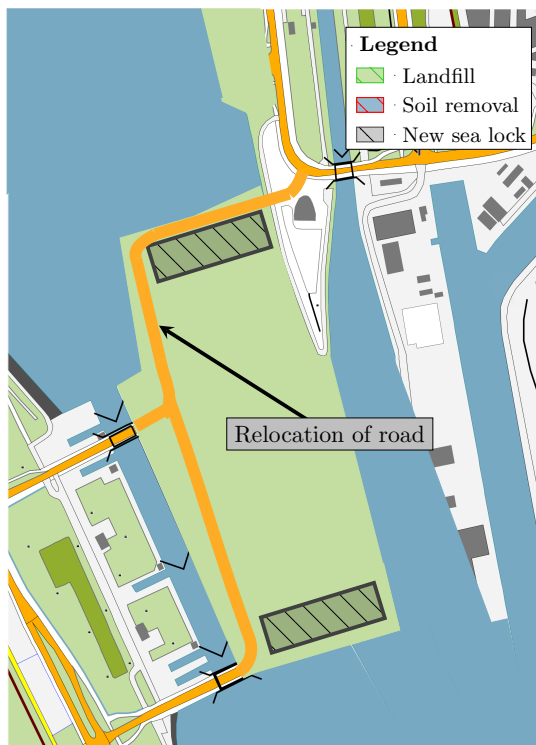 Legend
Landfill
Soil removal
New sea lock
Relocation of road